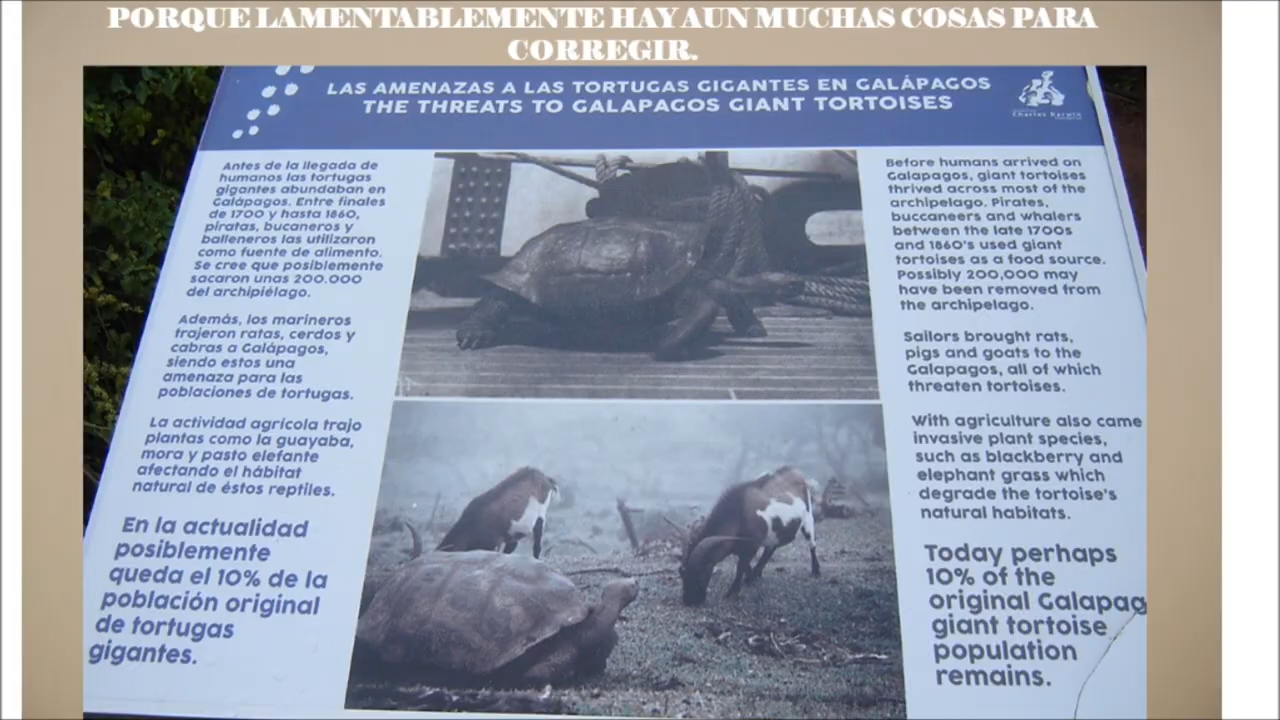 PORQUE LAMENTABLEMENTE HAY AUN MUCHAS COSAS PARA
CORREGIR.
LAS AMENAZAS A LAS TORTUGAS GIGANTES EN GALÁPAGOS
THE THREATS TO GALAPAGOS GIANT TORTOISES
Charles Darwin
Antes de la llegada de
humanos las tortugas
gigantes abundaban en
Galápagos. Entre finales
de 1700 y hasta 1860,
piratas, bucaneros y
balleneros las utilizaron
como fuente de alimento.
Se cree que posiblemente
sacaron unas 200.000
del archipiélago.
Además, los marineros
trajeron ratas, cerdos y
cabras a Galápagos,
siendo estos una
amenaza para las
poblaciones de tortugas.
La actividad agrícola trajo
plantas como la guayaba,
mora y pasto elefante
afectando el hábitat
natural de éstos reptiles.
En la actualidad
posiblemente
queda el 10% de la
población original
de tortugas
gigantes.
Before humans arrived on
Galapagos, giant tortoises
thrived across most of the
archipelago. Pirates,
buccaneers and whalers
between the late 1700s
and 1860's used giant
tortoises as a food source.
Possibly 200,000 may
have been removed from
the archipelago.
Sailors brought rats,
pigs and goats to the
Galapagos, all of which
threaten tortoises.
With agriculture also came
invasive plant species,
such as blackberry and
elephant grass which
degrade the tortoise's
natural habitats.
Today perhaps
10% of the
original Galapag
giant tortoise
population
remains.